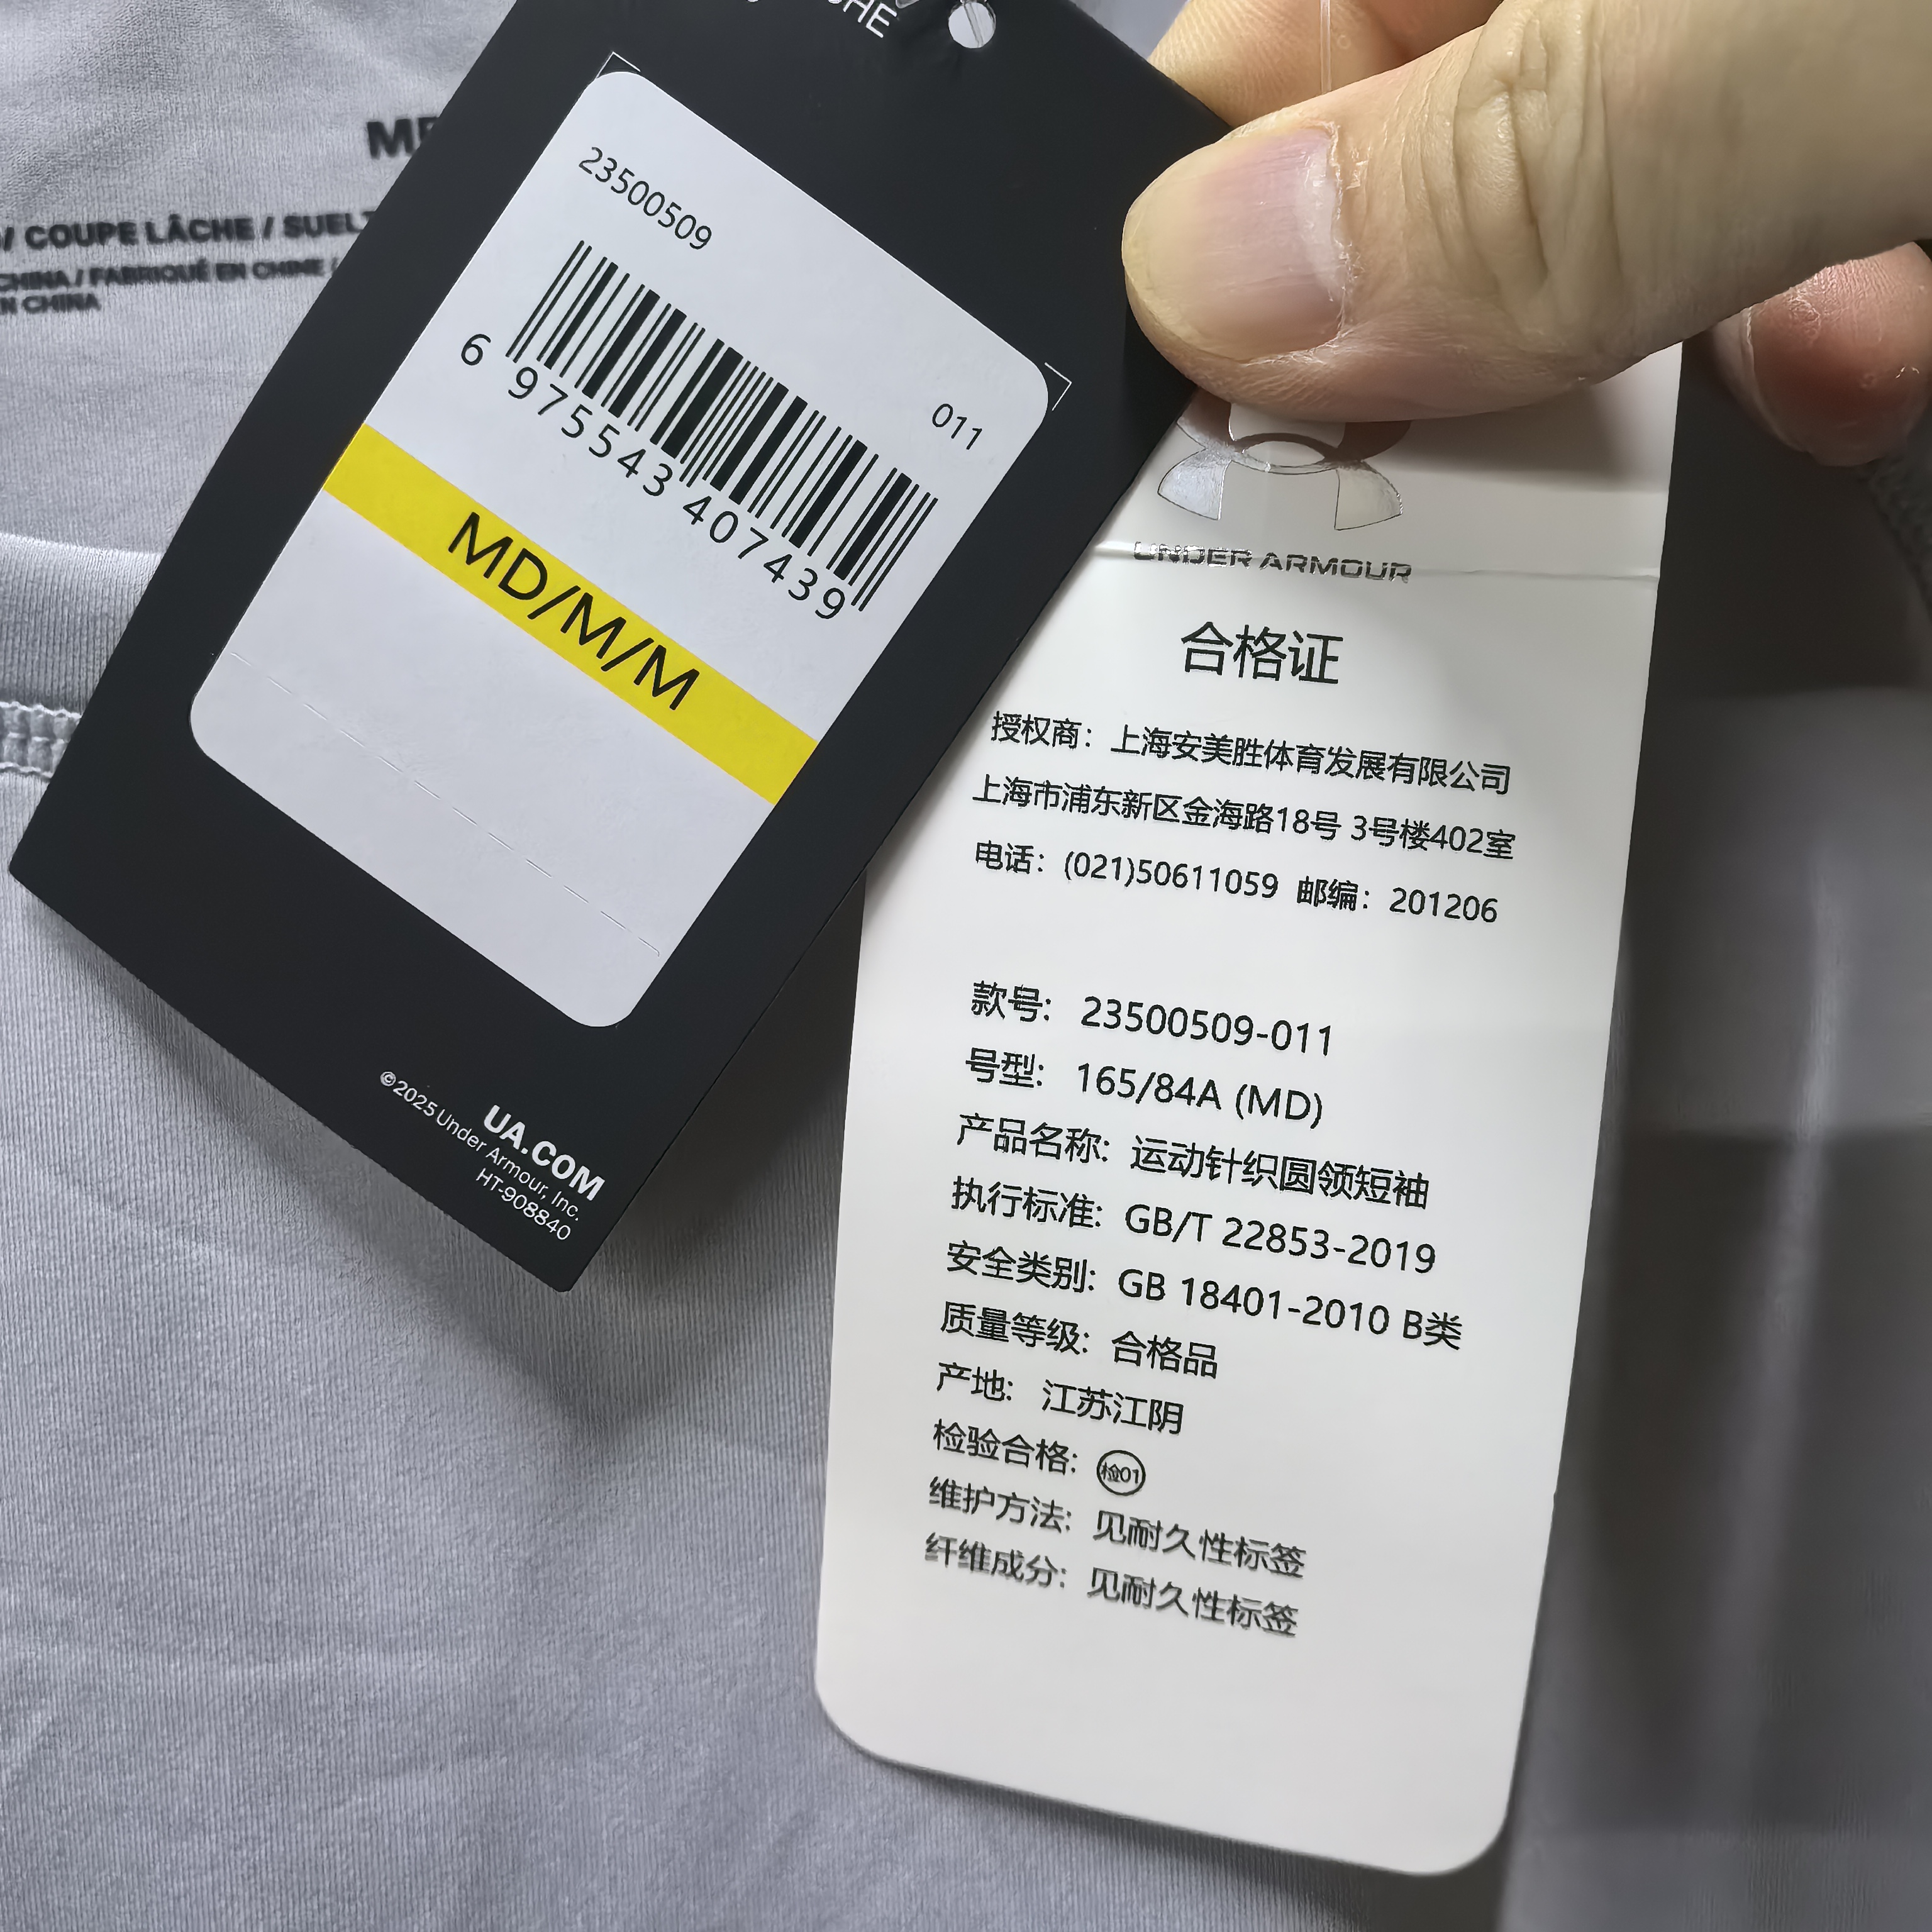 / COUPE LÂCHE /
CHINA / FABRIQUÉ EN CHINE /
N CHINA
23500509
011
6 975543 407439
MD/M/M
UA.COM
©2025 Under Armour, Inc.
HT-908840
UNDER ARMOUR
合格证
授权商：上海安美胜体育发展有限公司
上海市浦东新区金海路18号 3号楼402室
电话：(021)50611059 邮编：201206
款号: 23500509-011
号型: 165/84A (MD)
产品名称: 运动针织圆领短袖
执行标准: GB/T 22853-2019
安全类别: GB 18401-2010 B类
质量等级: 合格品
产地: 江苏江阴
检验合格: 检01
维护方法: 见耐久性标签
纤维成分: 见耐久性标签